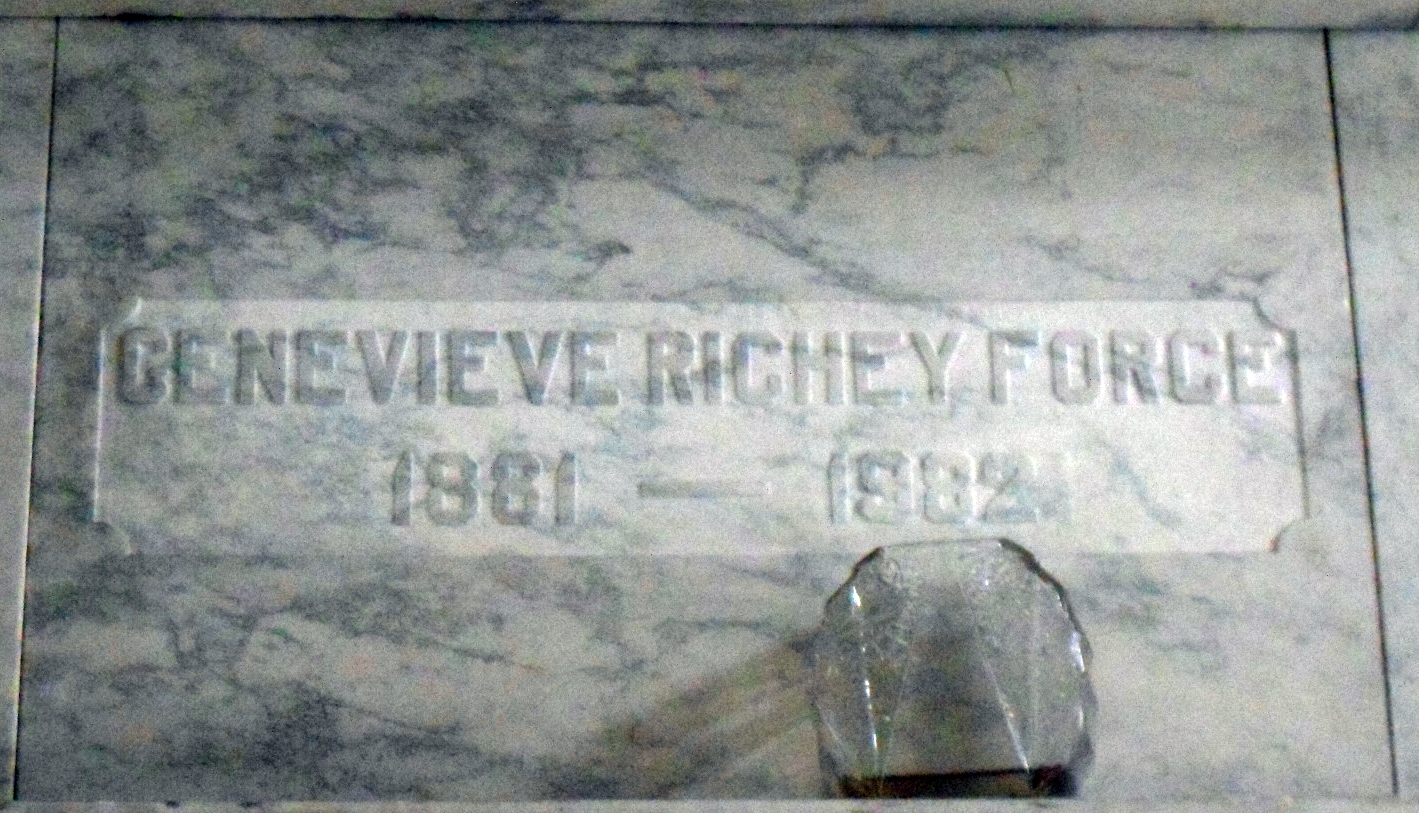 GENEVIEVE RICHEY FORCE
1881 — 1982